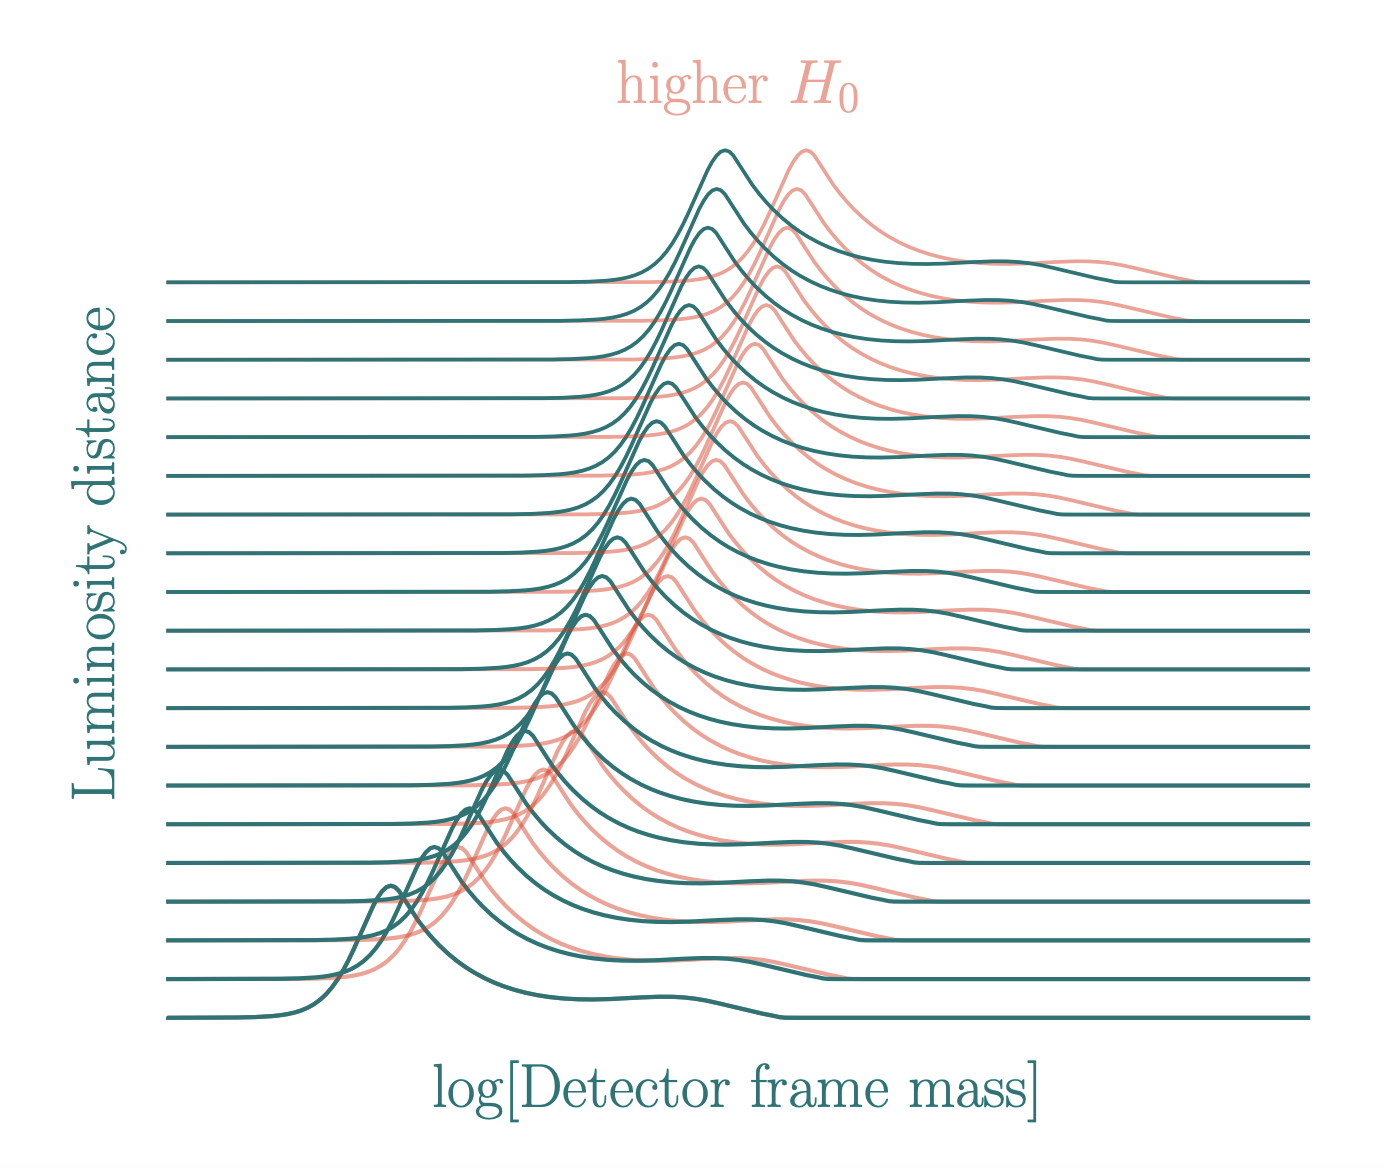 higher H₀
Luminosity distance
log[Detector frame mass]